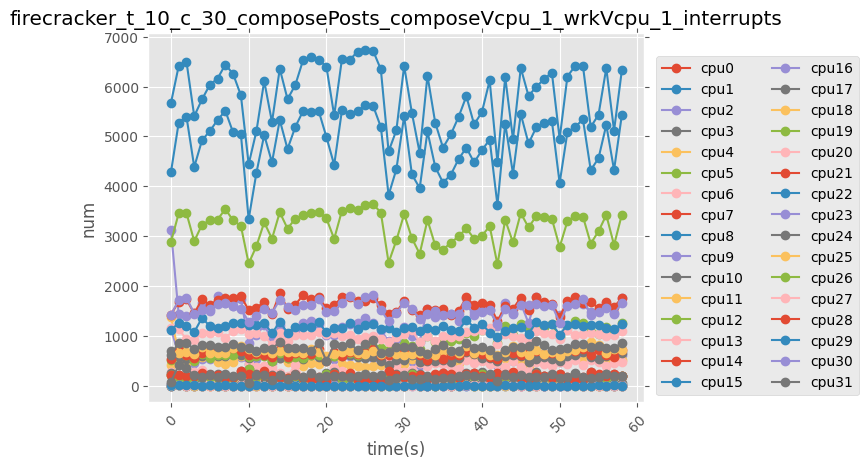 firecracker_t_10_c_30_composePosts_composeVcpu_1_wrkVcpu_1_interrupts
7000
6000
5000
4000
3000
2000
1000
0
num
0
10
20
30
40
50
60
time(s)
cpu0
cpu1
cpu2
cpu3
cpu4
cpu5
cpu6
cpu7
cpu8
cpu9
cpu10
cpu11
cpu12
cpu13
cpu14
cpu15
cpu16
cpu17
cpu18
cpu19
cpu20
cpu21
cpu22
cpu23
cpu24
cpu25
cpu26
cpu27
cpu28
cpu29
cpu30
cpu31